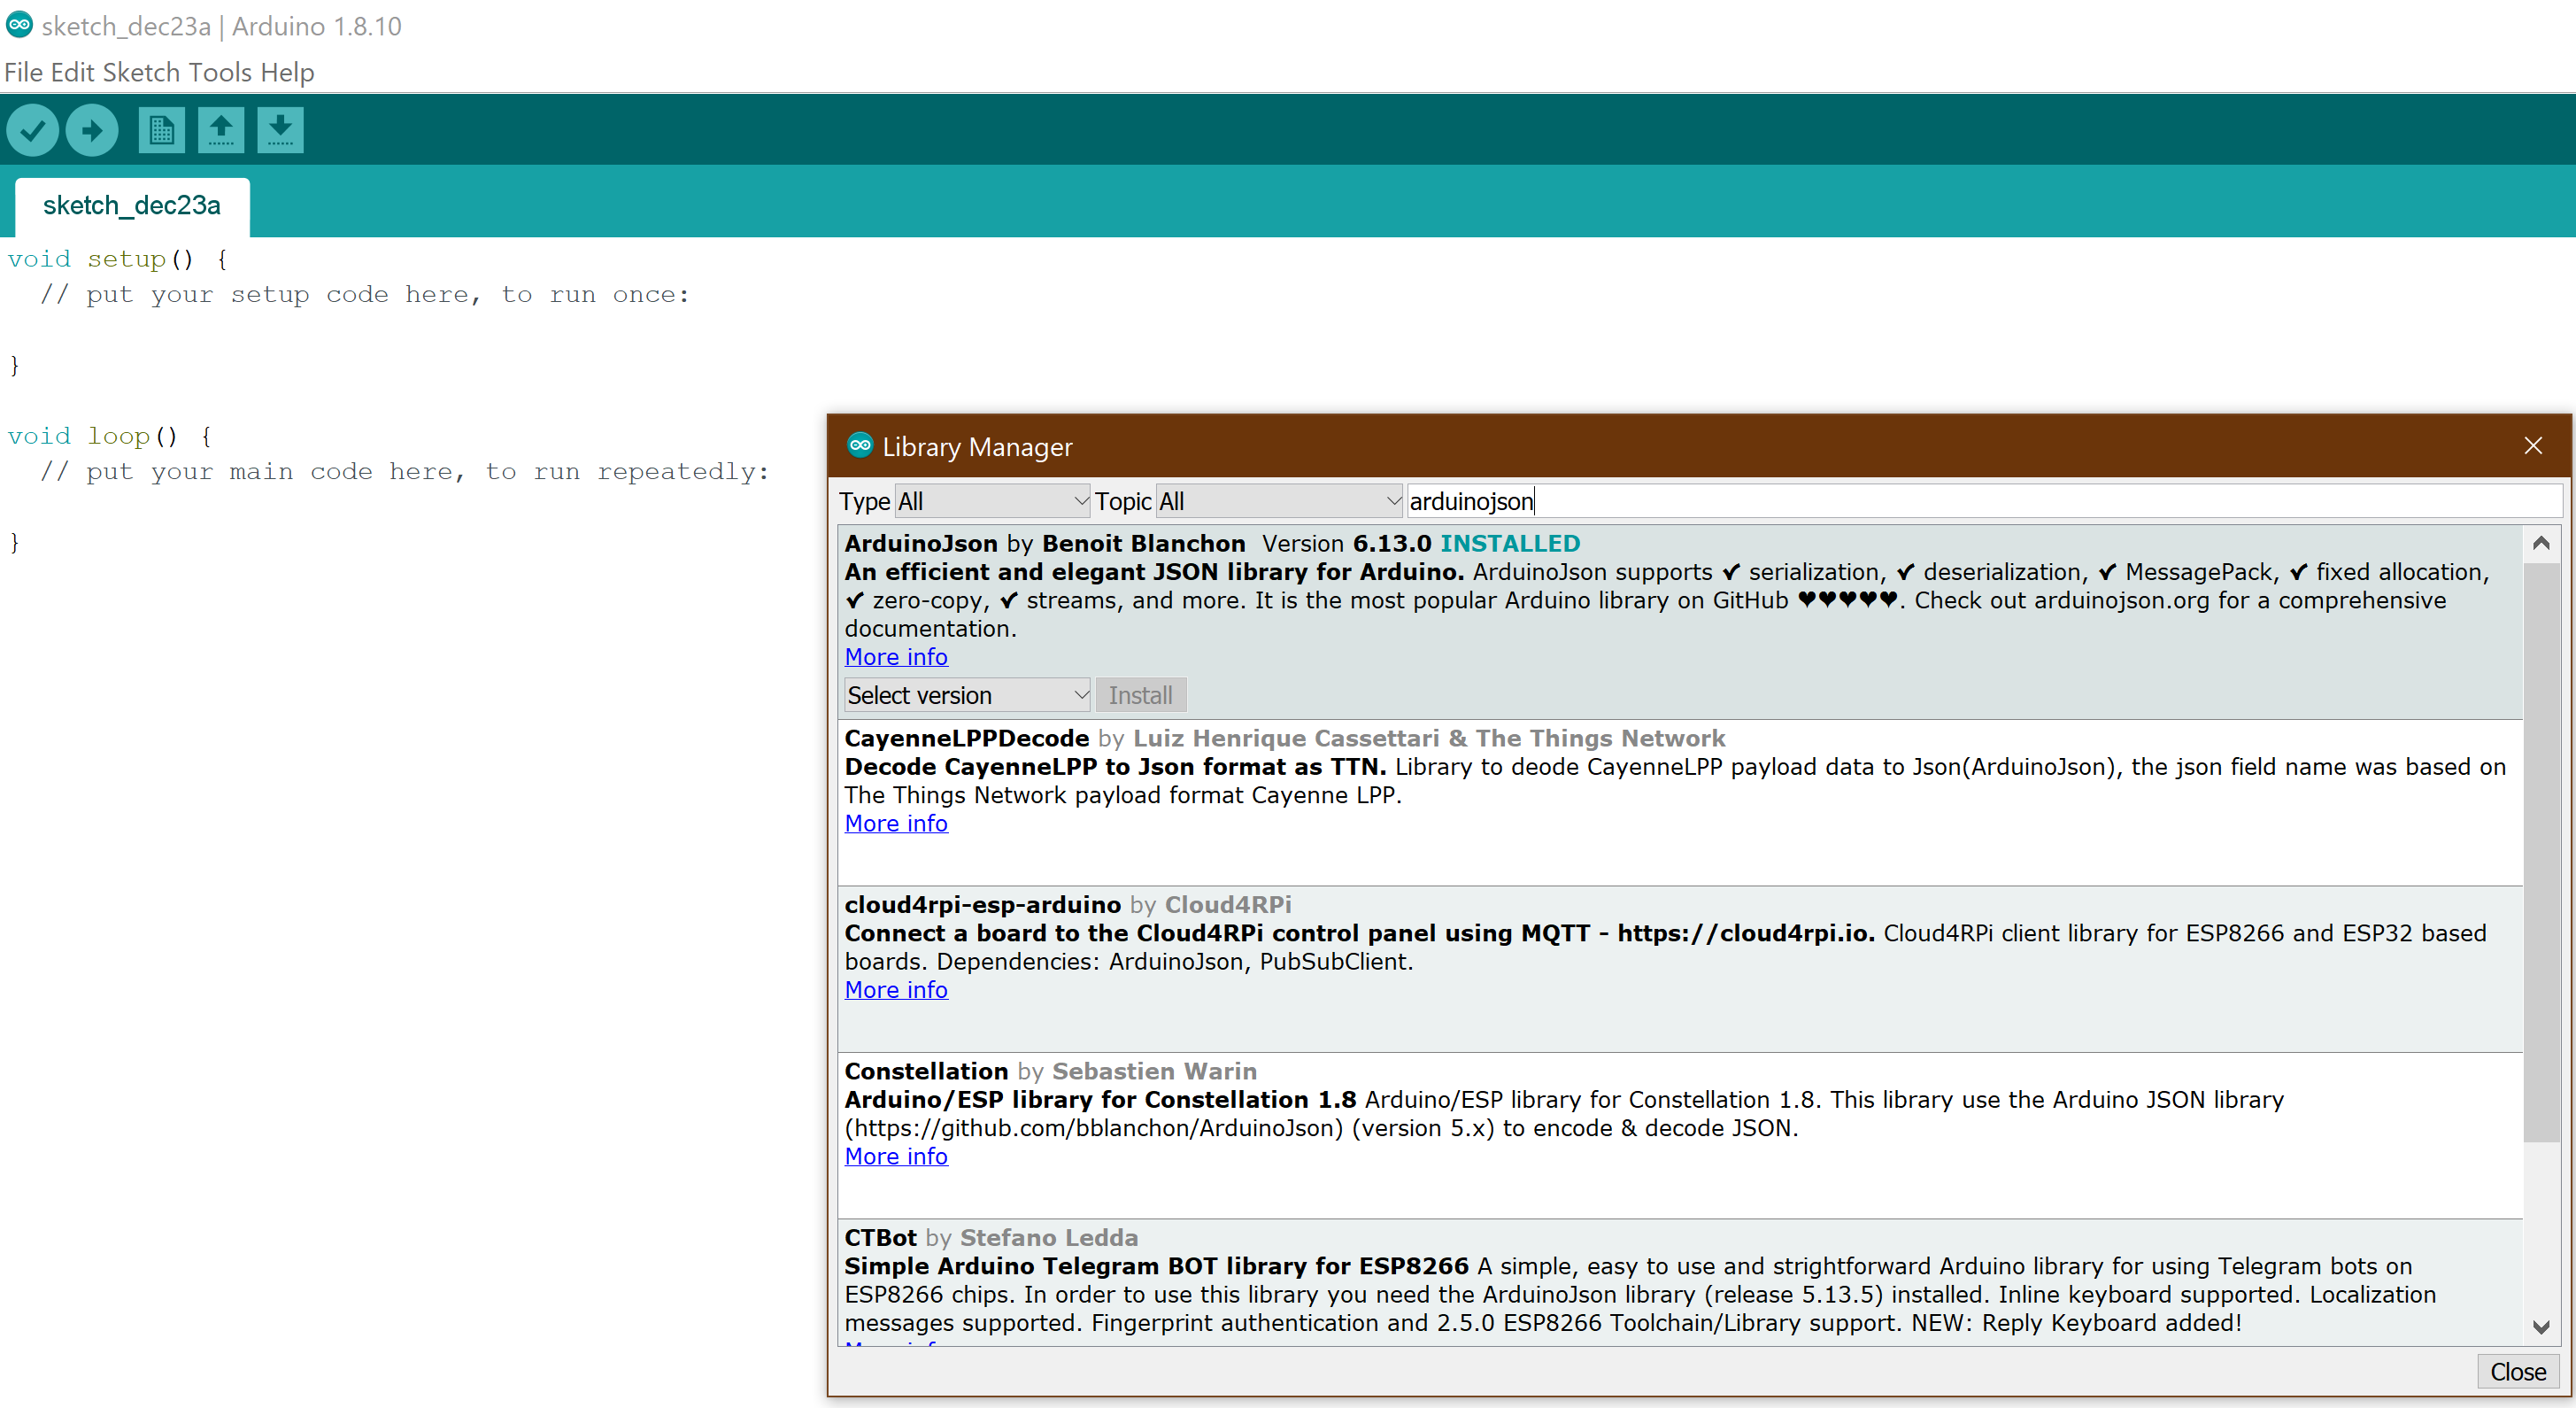 sketch_dec23a | Arduino 1.8.10
File Edit Sketch Tools Help
sketch_dec23a
void setup() {
// put your setup code here, to run once:
}
void loop() {
// put your main code here, to run repeatedly:
}
Library Manager
Type All Topic All arduinojson
ArduinoJson by Benoit Blanchon Version 6.13.0 INSTALLED
An efficient and elegant JSON library for Arduino. ArduinoJson supports ✔ serialization, ✔ deserialization, ✔ MessagePack, ✔ fixed allocation,
✔ zero-copy, ✔ streams, and more. It is the most popular Arduino library on GitHub ♥♥♥♥♥. Check out arduinojson.org for a comprehensive
documentation.
More info
Select version Install
CayenneLPPDecode by Luiz Henrique Cassettari & The Things Network
Decode CayenneLPP to Json format as TTN. Library to deode CayenneLPP payload data to Json(ArduinoJson), the json field name was based on
The Things Network payload format Cayenne LPP.
More info
cloud4rpi-esp-arduino by Cloud4RPi
Connect a board to the Cloud4RPi control panel using MQTT - https://cloud4rpi.io. Cloud4RPi client library for ESP8266 and ESP32 based
boards. Dependencies: ArduinoJson, PubSubClient.
More info
Constellation by Sebastien Warin
Arduino/ESP library for Constellation 1.8 Arduino/ESP library for Constellation 1.8. This library use the Arduino JSON library
(https://github.com/bblanchon/ArduinoJson) (version 5.x) to encode & decode JSON.
More info
CTBot by Stefano Ledda
Simple Arduino Telegram BOT library for ESP8266 A simple, easy to use and strightforward Arduino library for using Telegram bots on
ESP8266 chips. In order to use this library you need the ArduinoJson library (release 5.13.5) installed. Inline keyboard supported. Localization
messages supported. Fingerprint authentication and 2.5.0 ESP8266 Toolchain/Library support. NEW: Reply Keyboard added!
Close